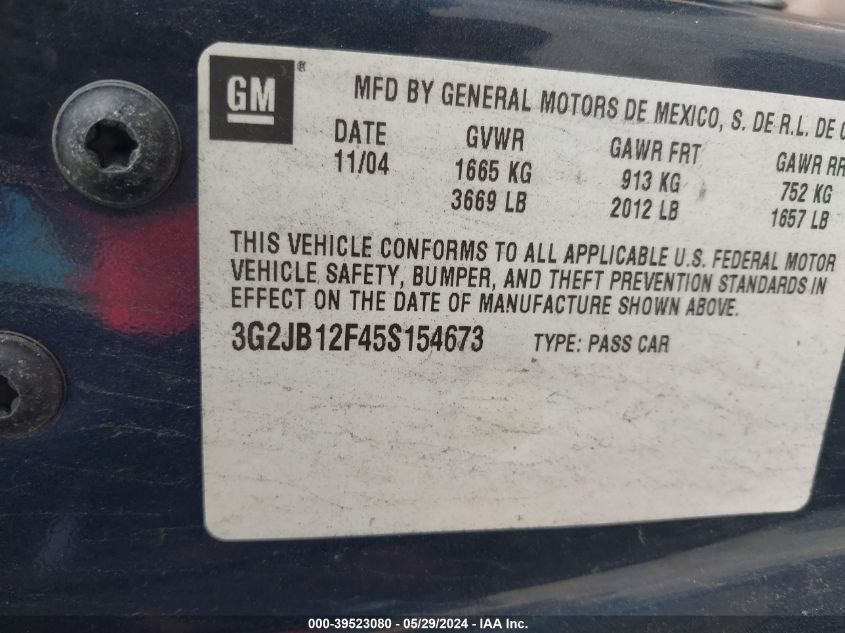 GM ®
MFD BY GENERAL MOTORS DE MEXICO, S. DE R.L. DE C
DATE GVWR GAWR FRT GAWR RR
11/04 1665 KG 913 KG 752 KG
3669 LB 2012 LB 1657 LB
THIS VEHICLE CONFORMS TO ALL APPLICABLE U.S. FEDERAL MOTOR
VEHICLE SAFETY, BUMPER, AND THEFT PREVENTION STANDARDS IN
EFFECT ON THE DATE OF MANUFACTURE SHOWN ABOVE.
3G2JB12F45S154673 TYPE: PASS CAR
000-39523080 - 05/29/2024 - IAA Inc.